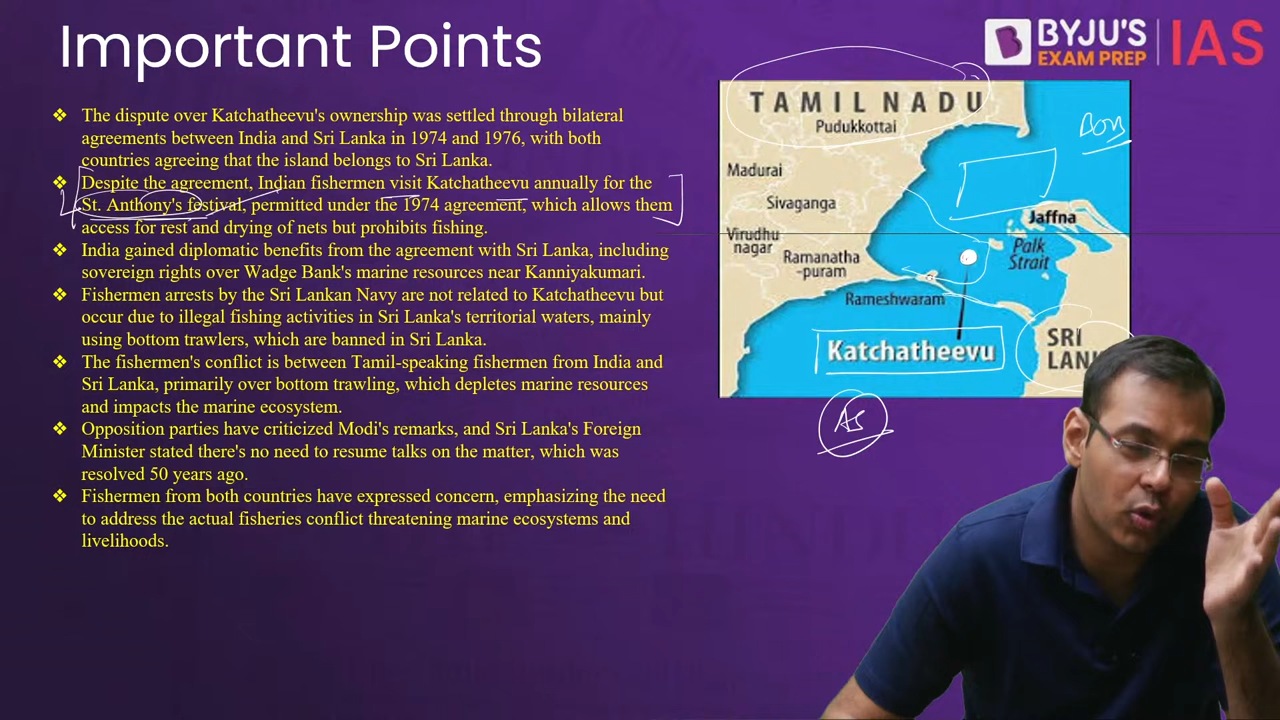 Important Points
BYJU'S
EXAM PREP
IAS
❖ The dispute over Katchatheevu's ownership was settled through bilateral
agreements between India and Sri Lanka in 1974 and 1976, with both
countries agreeing that the island belongs to Sri Lanka.
❖ Despite the agreement, Indian fishermen visit Katchatheevu annually for the
St. Anthony's festival, permitted under the 1974 agreement, which allows them
access for rest and drying of nets but prohibits fishing.
❖ India gained diplomatic benefits from the agreement with Sri Lanka, including
sovereign rights over Wadge Bank's marine resources near Kanniyakumari.
❖ Fishermen arrests by the Sri Lankan Navy are not related to Katchatheevu but
occur due to illegal fishing activities in Sri Lanka's territorial waters, mainly
using bottom trawlers, which are banned in Sri Lanka.
❖ The fishermen's conflict is between Tamil-speaking fishermen from India and
Sri Lanka, primarily over bottom trawling, which depletes marine resources
and impacts the marine ecosystem.
❖ Opposition parties have criticized Modi's remarks, and Sri Lanka's Foreign
Minister stated there's no need to resume talks on the matter, which was
resolved 50 years ago.
❖ Fishermen from both countries have expressed concern, emphasizing the need
to address the actual fisheries conflict threatening marine ecosystems and
livelihoods.
TAMIL NADU
Pudukkottai
Madurai
Sivaganga
Virudhu
nagar
Ramanatha
-puram
Rameshwaram
Jaffna
Palk
Strait
Katchatheevu
SRI
AS